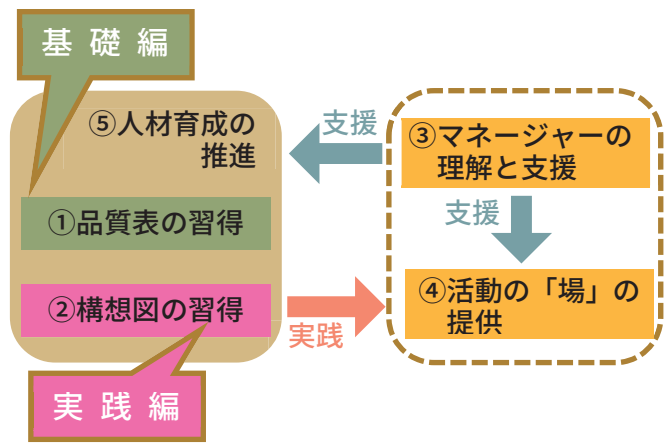 基礎編
⑤人材育成の
推進
①品質表の習得
②構想図の習得
実践編
支援
③マネージャーの
理解と支援
支援
④活動の「場」の
提供
実践